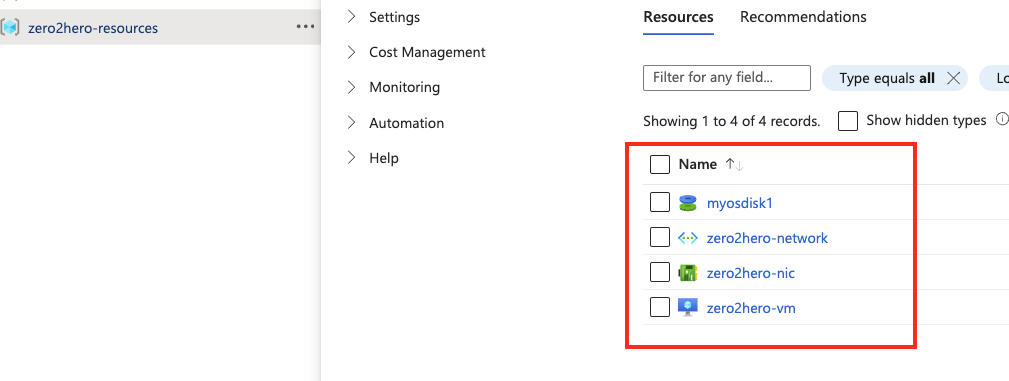 zero2hero-resources
Settings
Cost Management
Monitoring
Automation
Help
Resources Recommendations
Filter for any field...
Type equals all
Lo
Showing 1 to 4 of 4 records.
Show hidden types
Name
myosdisk1
zero2hero-network
zero2hero-nic
zero2hero-vm